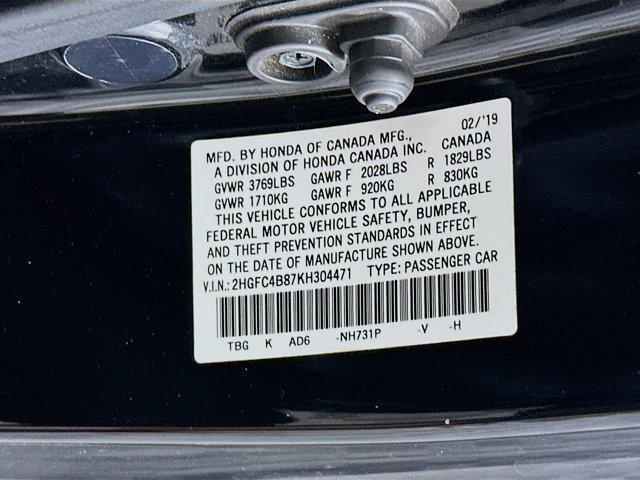 02/'19
MFD. BY HONDA OF CANADA MFG., CANADA
A DIVISION OF HONDA CANADA INC.
GVWR 3769LBS GAWR F 2028LBS R 1829LBS
GVWR 1710KG GAWR F 920KG R 830KG
THIS VEHICLE CONFORMS TO ALL APPLICABLE
FEDERAL MOTOR VEHICLE SAFETY, BUMPER,
AND THEFT PREVENTION STANDARDS IN EFFECT
ON THE DATE OF MANUFACTURE SHOWN ABOVE.
V.I.N.: 2HGFC4B87KH304471 TYPE: PASSENGER CAR
TBG K AD6 -NH731P -V -H